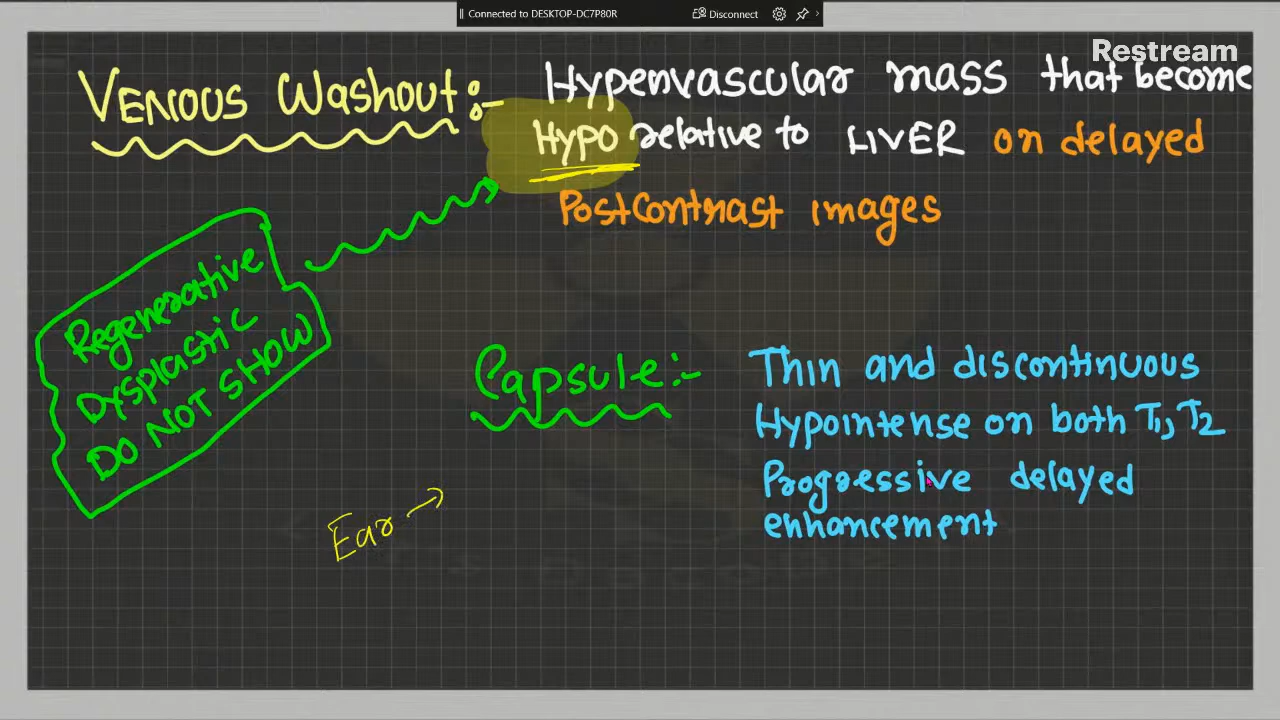 Connected to DESKTOP-DC7P80R Disconnect
Restream
VENOUS Washout:- Hypervascular mass that become
Hypo relative to LIVER on delayed
PostContrast images
Regenerative
Dysplastic
DO NOT SHOW
Capsule:- Thin and discontinuous
Hypointense on both T1, T2
Progressive delayed
enhancement
Ear →